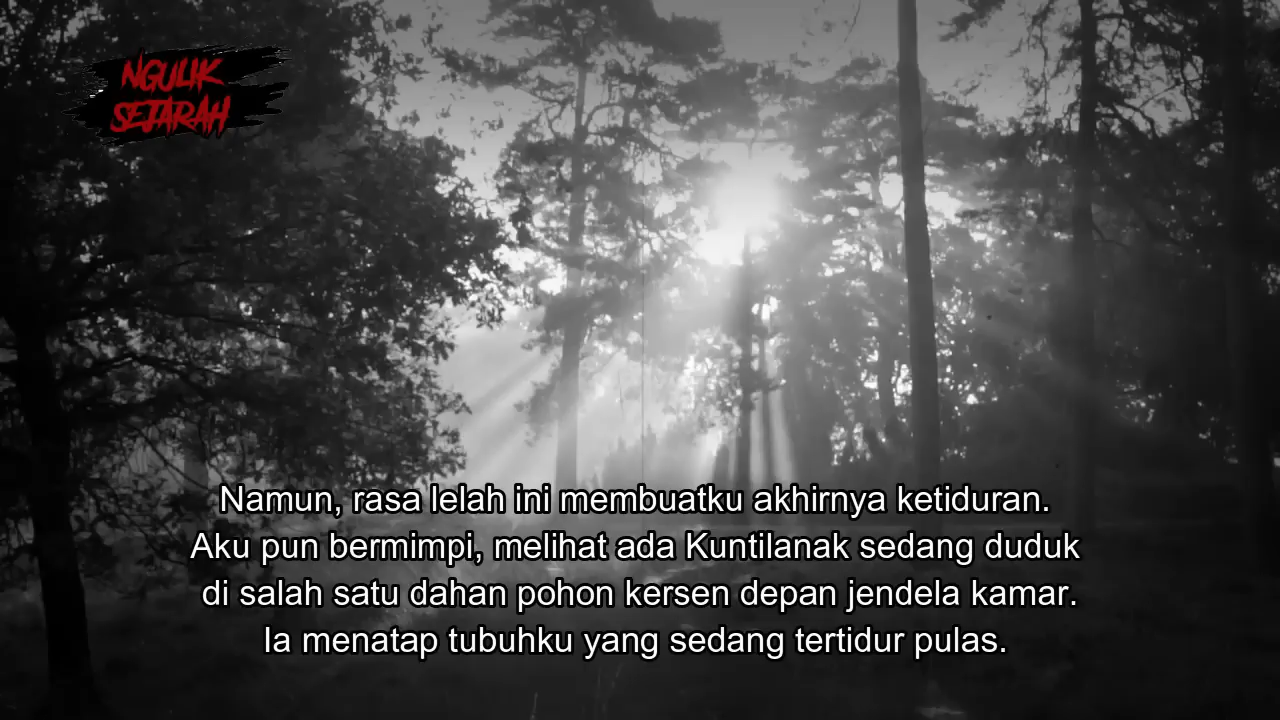 NGULIK
SEJARAH
Namun, rasa lelah ini membuatku akhirnya ketiduran.
Aku pun bermimpi, melihat ada Kuntilanak sedang duduk
di salah satu dahan pohon kersen depan jendela kamar.
Ia menatap tubuhku yang sedang tertidur pulas.